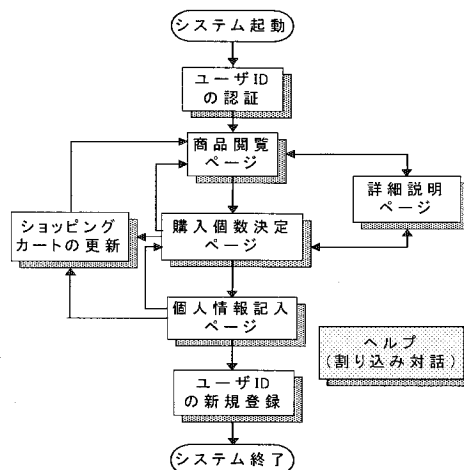 システム起動
ユーザID
の認証
商品閲覧
ページ
詳細説明
ページ
ショッピング
カートの更新
購入個数決定
ページ
個人情報記入
ページ
ヘルプ
(割り込み対話)
ユーザID
の新規登録
システム終了